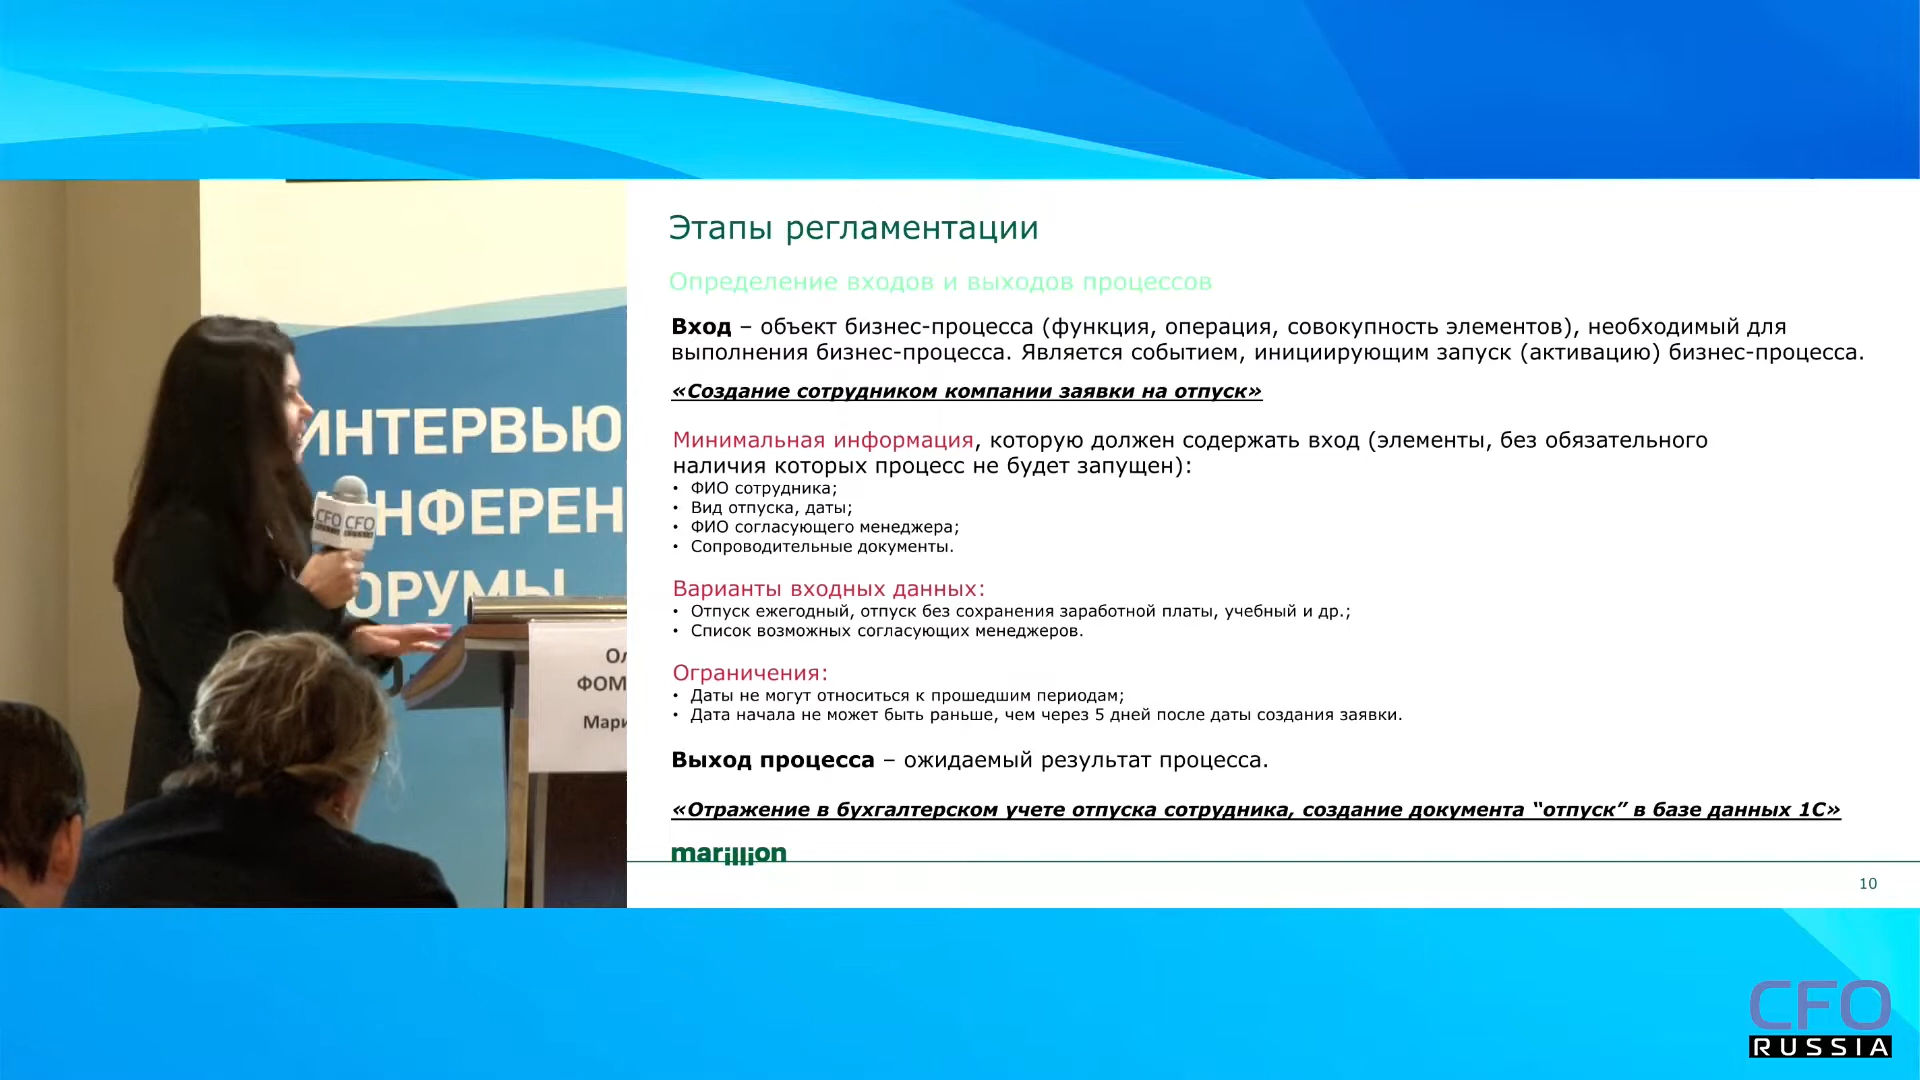 ИНТЕРВЬЮ
ФОРУМЫ
CFO CFO
Ол
ФОМ
Мари
Этапы регламентации
Определение входов и выходов процессов
Вход – объект бизнес-процесса (функция, операция, совокупность элементов), необходимый для
выполнения бизнес-процесса. Является событием, инициирующим запуск (активацию) бизнес-процесса.
«Создание сотрудником компании заявки на отпуск»
Минимальная информация, которую должен содержать вход (элементы, без обязательного
наличия которых процесс не будет запущен):
• ФИО сотрудника;
• Вид отпуска, даты;
• ФИО согласующего менеджера;
• Сопроводительные документы.
Варианты входных данных:
• Отпуск ежегодный, отпуск без сохранения заработной платы, учебный и др.;
• Список возможных согласующих менеджеров.
Ограничения:
• Даты не могут относиться к прошедшим периодам;
• Дата начала не может быть раньше, чем через 5 дней после даты создания заявки.
Выход процесса – ожидаемый результат процесса.
«Отражение в бухгалтерском учете отпуска сотрудника, создание документа “отпуск” в базе данных 1С»
marillion
10
CFO
RUSSIA